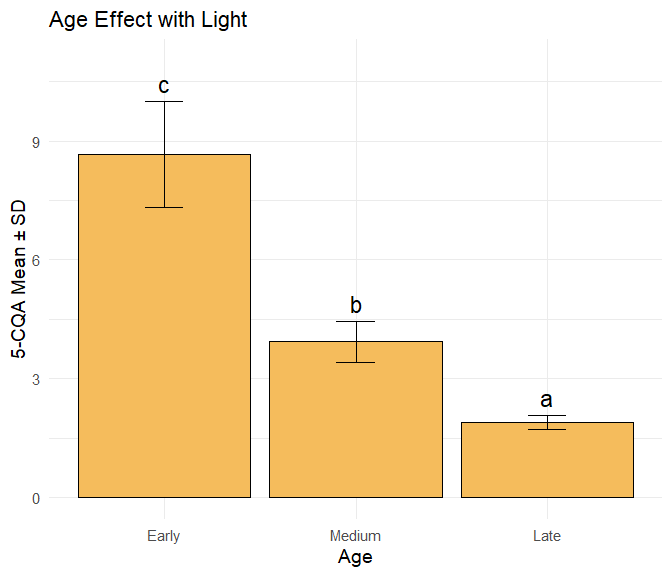 Age Effect with Light
5-CQA Mean ± SD
9
6
3
0
c
b
a
Early Medium Late
Age